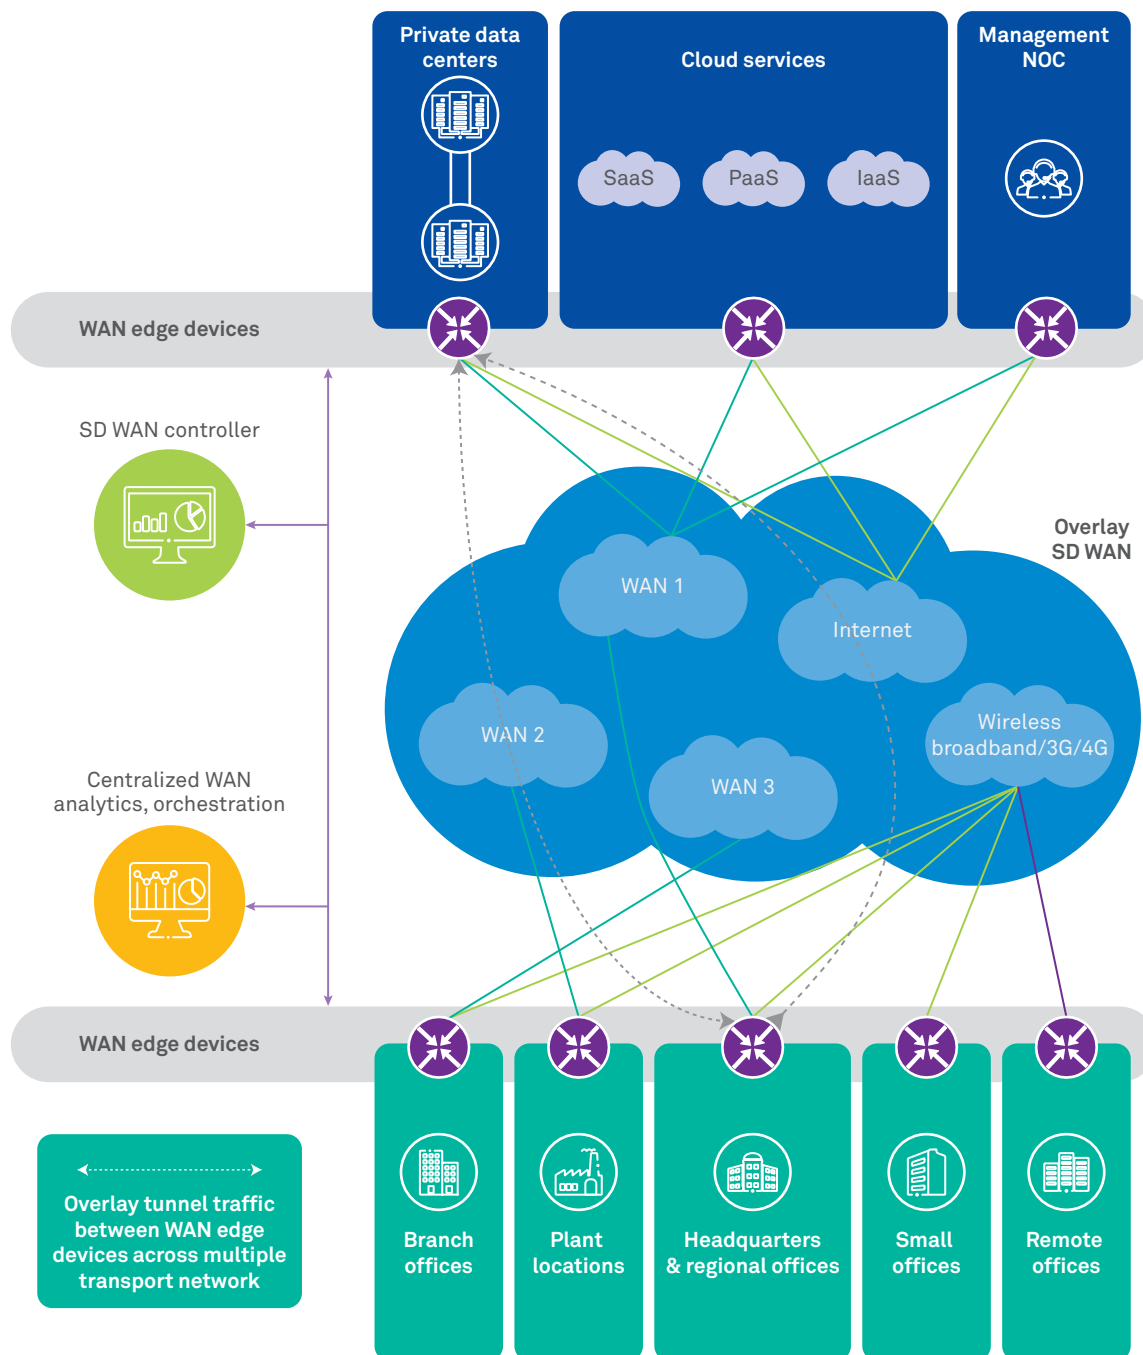 Private data
centers
Cloud services
Management
NOC
SaaS
PaaS
IaaS
WAN edge devices
SD WAN controller
Overlay
SD WAN
WAN 1
Internet
WAN 2
Wireless
broadband/3G/4G
WAN 3
Centralized WAN
analytics, orchestration
WAN edge devices
Overlay tunnel traffic
between WAN edge
devices across multiple
transport network
Branch
offices
Plant
locations
Headquarters
& regional offices
Small
offices
Remote
offices